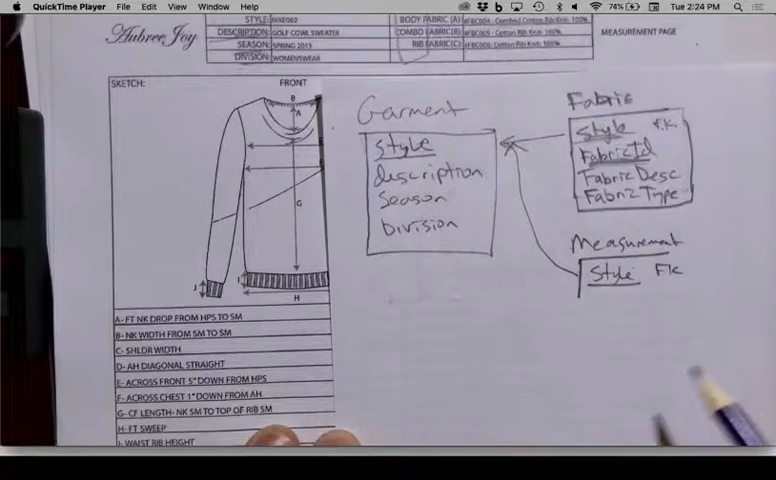 QuickTime Player File Edit View Window Help
74% Tue 2:24 PM
Aubree Joy
STYLE: NIKE002
DESCRIPTION: GOLF COWL SWEATER
SEASON: SPRING 2013
DIVISION: WOMENSWEAR
BODY FABRIC (A)
COMBO FABRIC(B)
RIB FABRIC(C)
MEASUREMENT PAGE
SKETCH:
FRONT
B
A
G
J
I
H
A- FT NK DROP FROM HPS TO SM
B- NK WIDTH FROM SM TO SM
C- SHLDR WIDTH
D- AH DIAGONAL STRAIGHT
E- ACROSS FRONT 5" DOWN FROM HPS
F- ACROSS CHEST 1" DOWN FROM AH
G- CF LENGTH- NK SM TO TOP OF RIB SM
H- FT SWEEP
I- WAIST RIB HEIGHT
Garment
Style
description
Season
Division
Fabric
Style F.K.
FabricId
Fabric Desc
Fabric Type
Measurement
Style FK